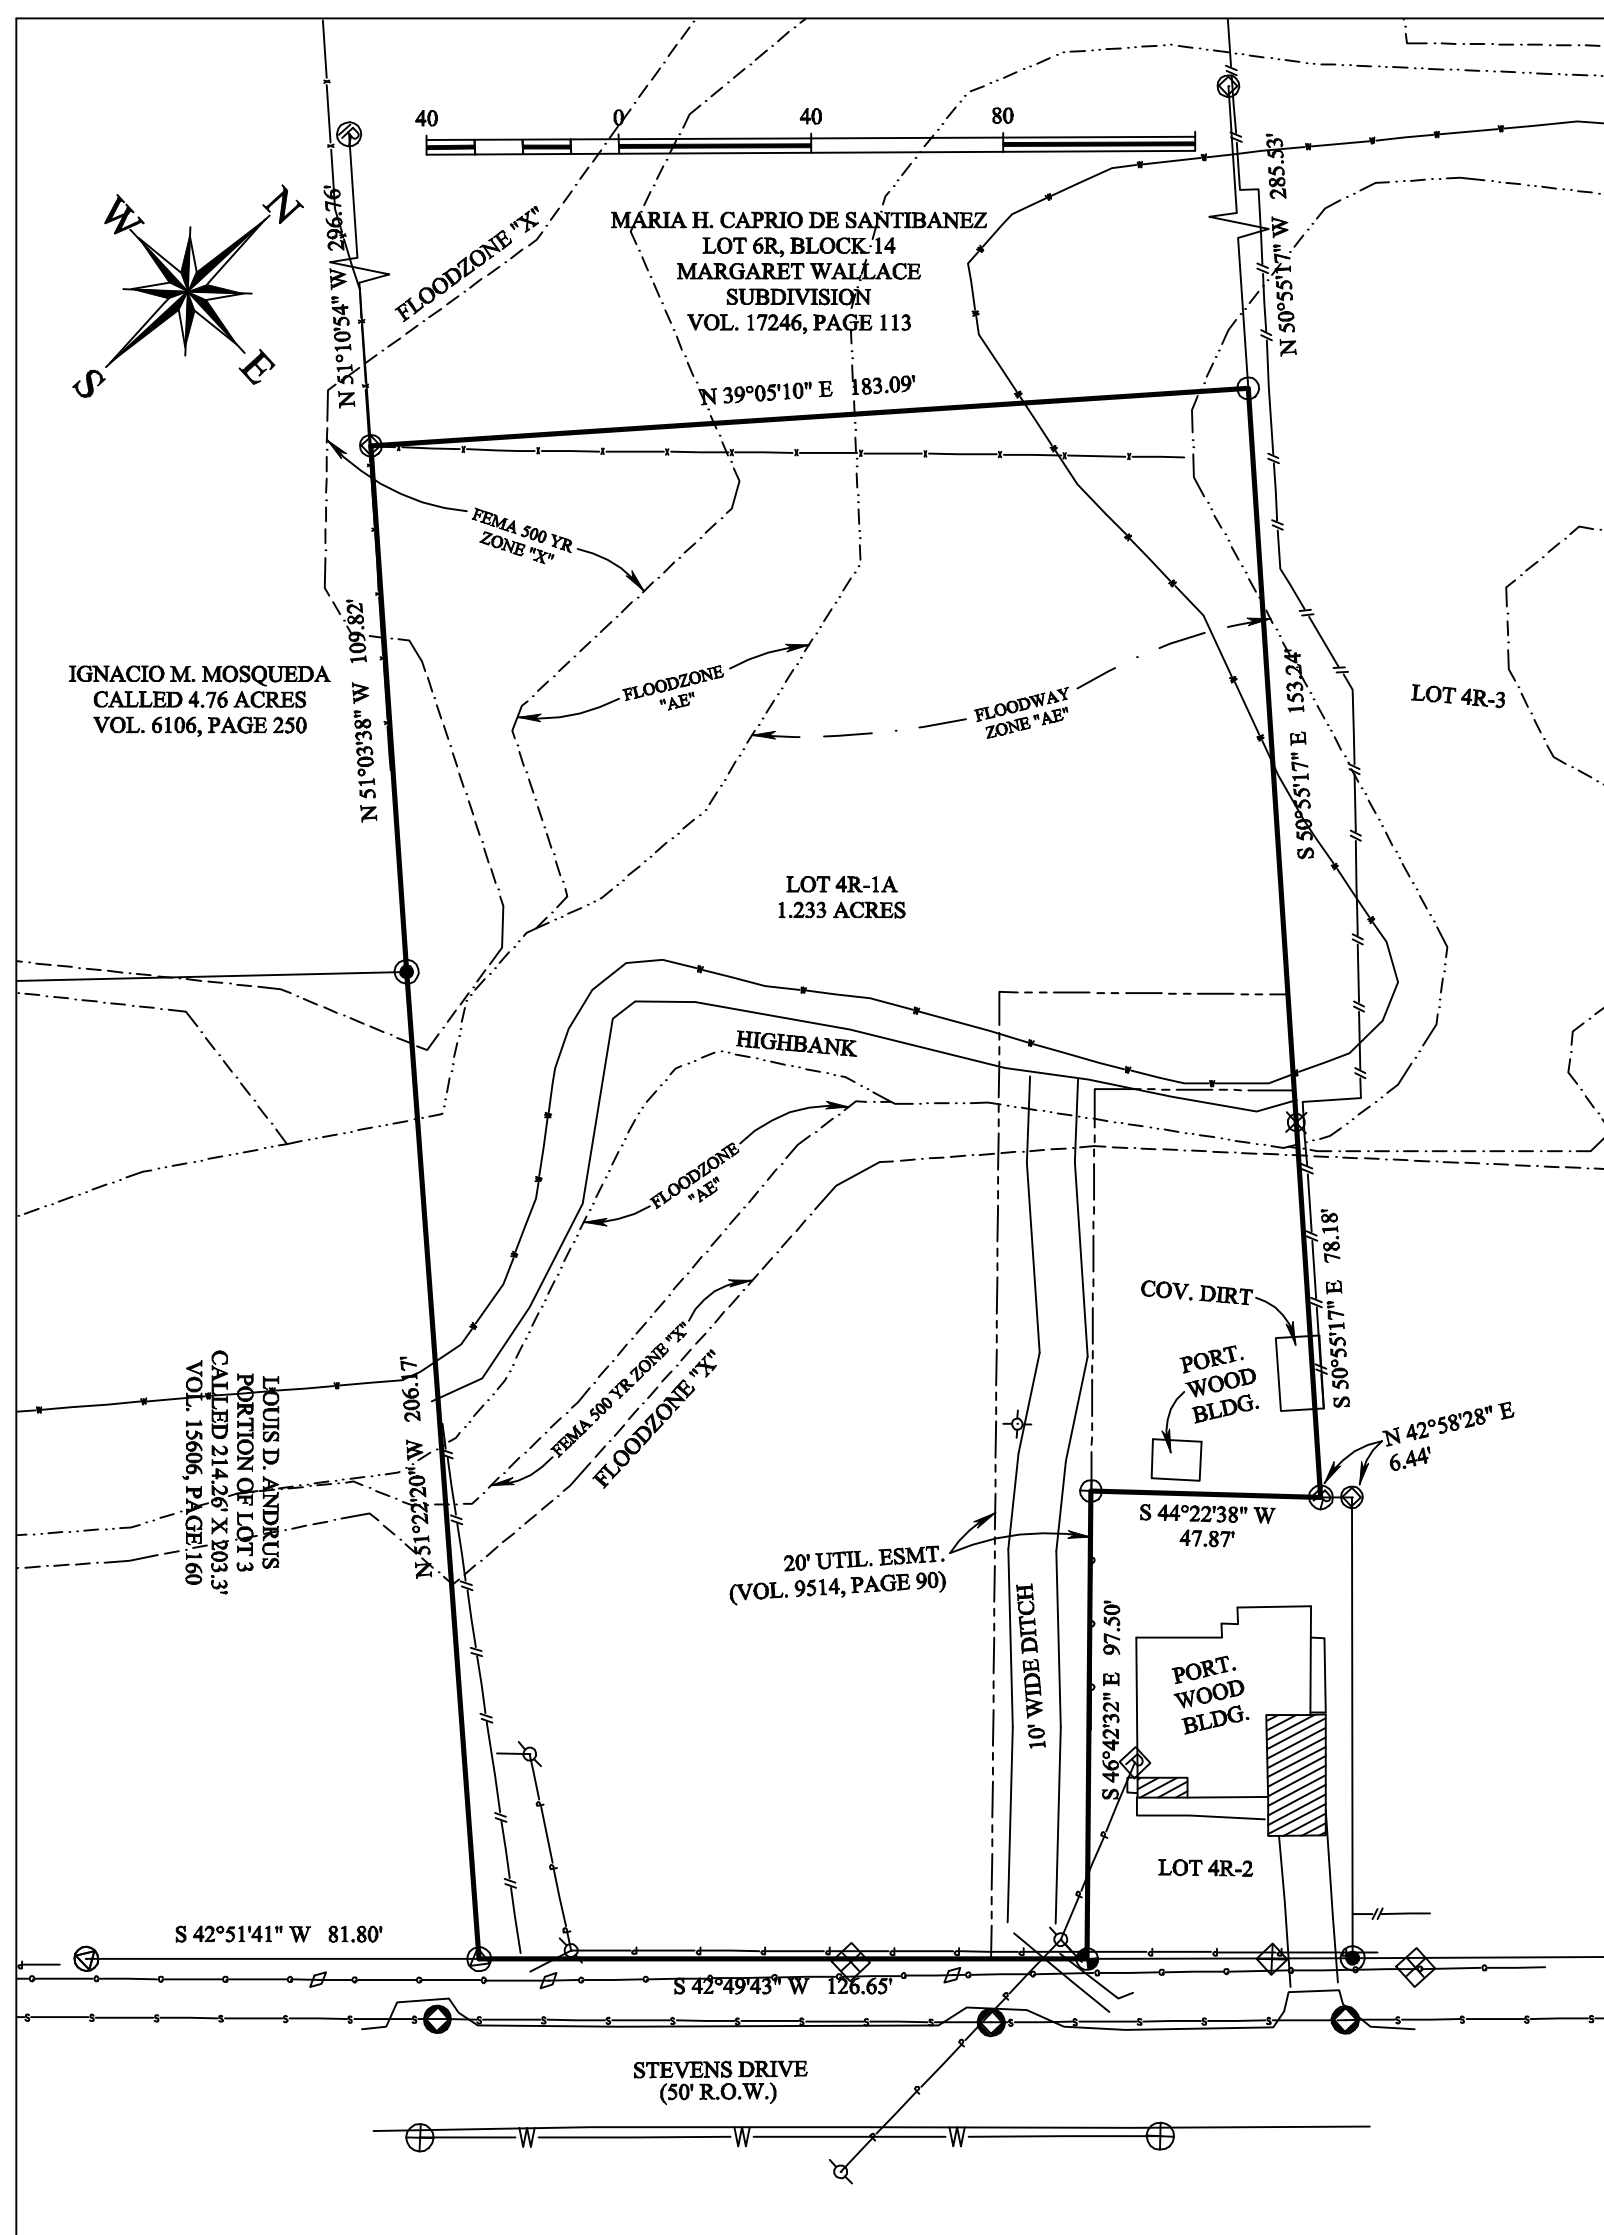 40 0 40 80
W N
S E
N 51°10'54" W 296.76'
FLOODZONE "X"
MARIA H. CAPRIO DE SANTIBANEZ
LOT 6R, BLOCK 14
MARGARET WALLACE
SUBDIVISION
VOL. 17246, PAGE 113
N 50°55'17" W 285.53'
N 39°05'10" E 183.09'
FEMA 500 YR
ZONE "X"
IGNACIO M. MOSQUEDA
CALLED 4.76 ACRES
VOL. 6106, PAGE 250
N 51°03'38" W 109.82'
FLOODZONE
"AE"
FLOODWAY
ZONE "AE"
S 50°55'17" E 153.24'
LOT 4R-3
LOT 4R-1A
1.233 ACRES
HIGHBANK
FLOODZONE
"AE"
FEMA 500 YR ZONE "X"
FLOODZONE "X"
COV. DIRT
PORT.
WOOD
BLDG.
S 50°55'17" E 78.18'
N 42°58'28" E
6.44'
LOUIS D. ANDRUS
PORTION OF LOT 3
CALLED 214.26' X 203.3'
VOL. 15606, PAGE 160
N 51°22'20" W 206.17'
S 44°22'38" W
47.87'
20' UTIL. ESMT.
(VOL. 9514, PAGE 90)
10' WIDE DITCH
S 46°42'32" E 97.50'
PORT.
WOOD
BLDG.
LOT 4R-2
S 42°51'41" W 81.80'
S 42°49'43" W 126.65'
STEVENS DRIVE
(50' R.O.W.)
W W W